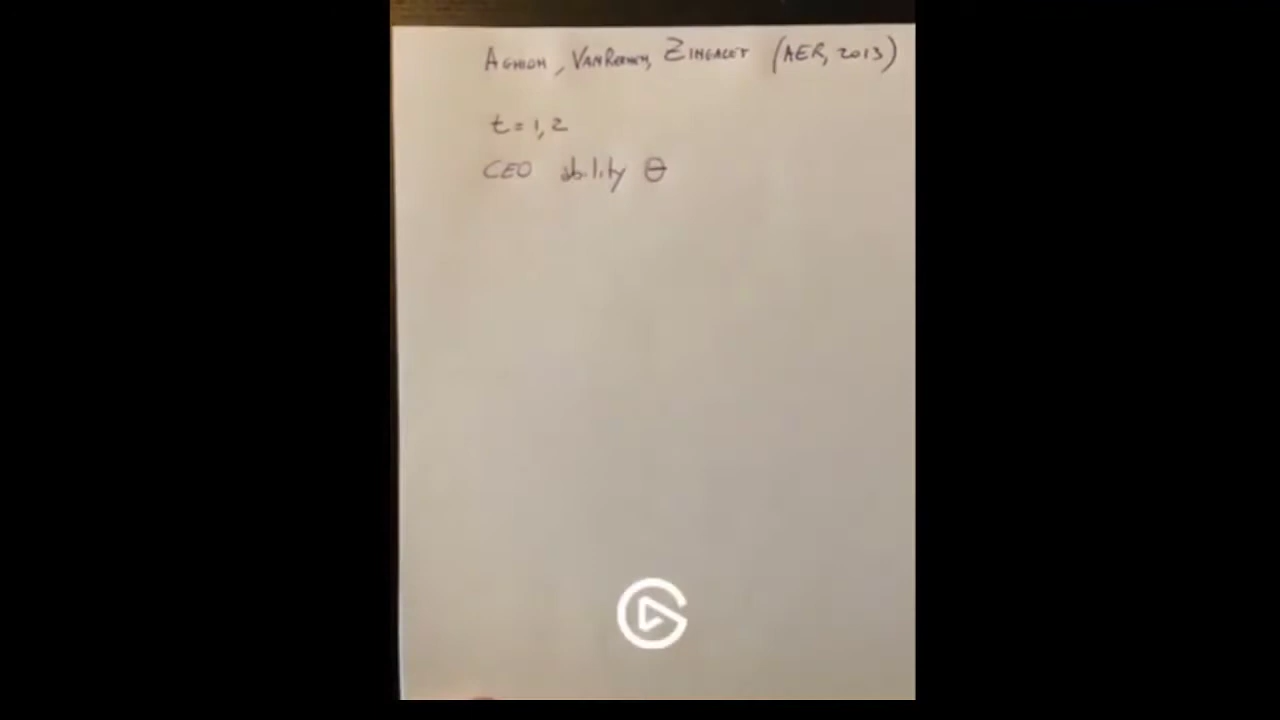 AGHION, VANREENEN, ZINGALES (AER, 2013)
t = 1, 2
CEO ability θ